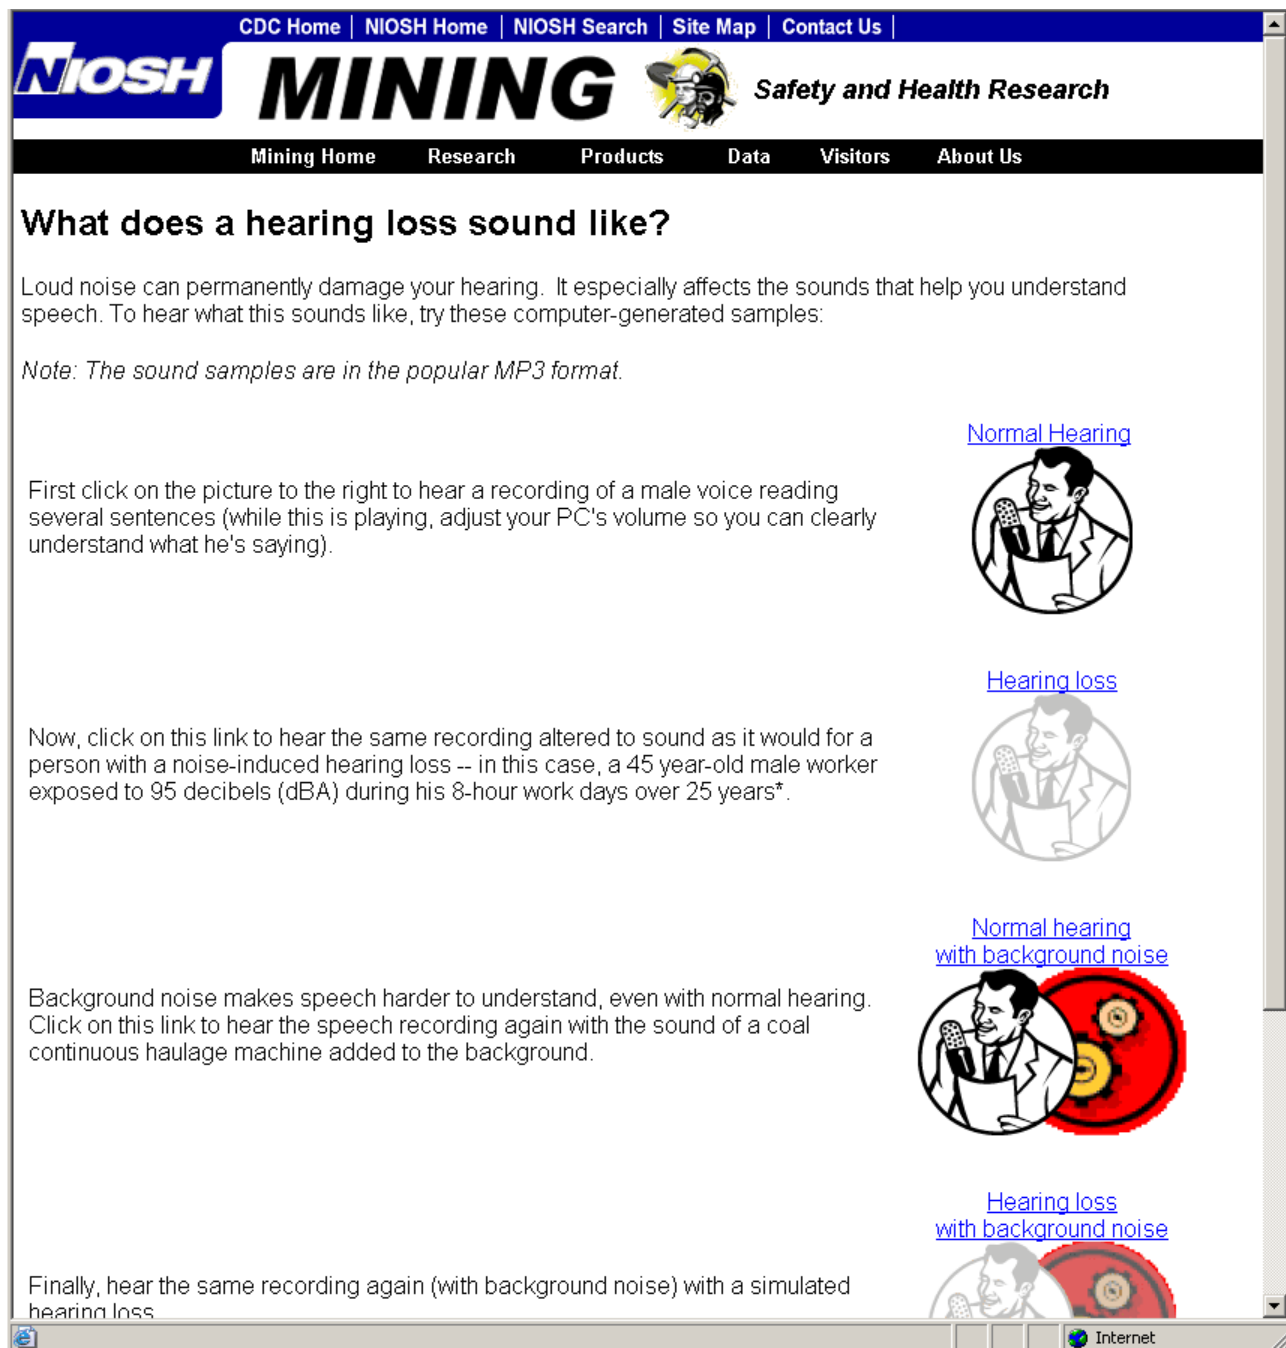 CDC Home | NIOSH Home | NIOSH Search | Site Map | Contact Us |
NIOSH
MINING
Safety and Health Research
Mining Home Research Products Data Visitors About Us
What does a hearing loss sound like?
Loud noise can permanently damage your hearing. It especially affects the sounds that help you understand
speech. To hear what this sounds like, try these computer-generated samples:
Note: The sound samples are in the popular MP3 format.
Normal Hearing
First click on the picture to the right to hear a recording of a male voice reading
several sentences (while this is playing, adjust your PC's volume so you can clearly
understand what he's saying).
Hearing loss
Now, click on this link to hear the same recording altered to sound as it would for a
person with a noise-induced hearing loss -- in this case, a 45 year-old male worker
exposed to 95 decibels (dBA) during his 8-hour work days over 25 years*.
Normal hearing
with background noise
Background noise makes speech harder to understand, even with normal hearing.
Click on this link to hear the speech recording again with the sound of a coal
continuous haulage machine added to the background.
Hearing loss
with background noise
Finally, hear the same recording again (with background noise) with a simulated
hearing loss
Internet